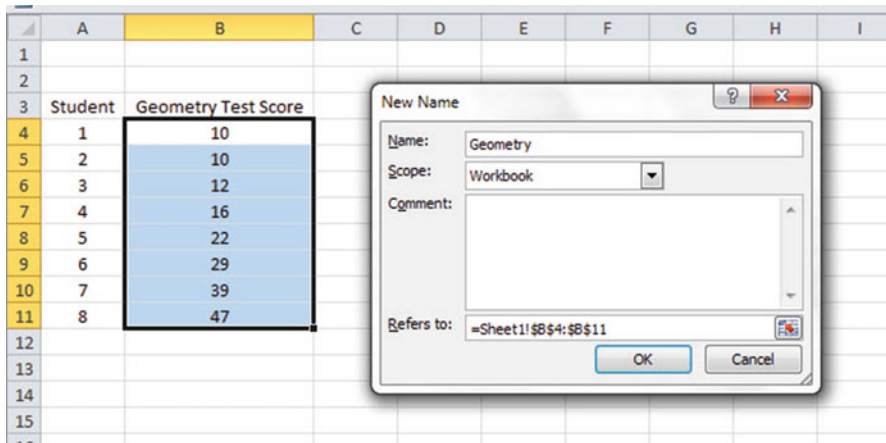 A B C D E F G H I
1
2
3 Student Geometry Test Score
4 1 10
5 2 10
6 3 12
7 4 16
8 5 22
9 6 29
10 7 39
11 8 47
12
13
14
15
New Name
?
Name: Geometry
Scope: Workbook
Comment:
Refers to: =Sheet1!$B$4:$B$11
OK Cancel